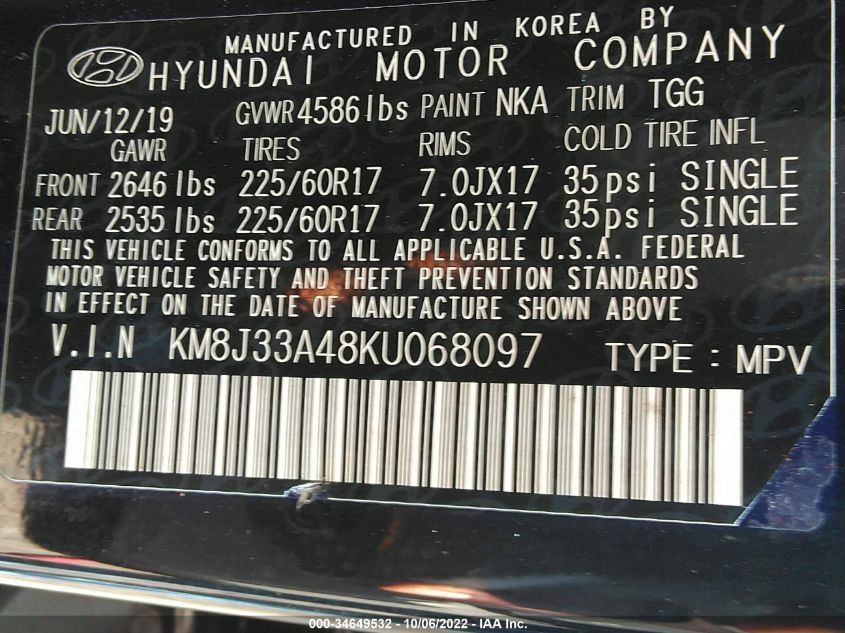 MANUFACTURED IN KOREA BY
HYUNDAI MOTOR COMPANY
JUN/12/19 GVWR 4586 lbs PAINT NKA TRIM TGG
GAWR TIRES RIMS COLD TIRE INFL
FRONT 2646 lbs 225/60R17 7.0JX17 35psi SINGLE
REAR 2535 lbs 225/60R17 7.0JX17 35psi SINGLE
THIS VEHICLE CONFORMS TO ALL APPLICABLE U.S.A. FEDERAL
MOTOR VEHICLE SAFETY AND THEFT PREVENTION STANDARDS
IN EFFECT ON THE DATE OF MANUFACTURE SHOWN ABOVE
V.I.N KM8J33A48KU068097 TYPE : MPV
000-34649532 - 10/06/2022 - IAA Inc.